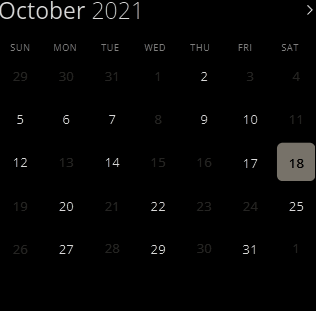 October 2021
SUN MON TUE WED THU FRI SAT
29 30 31 1 2 3 4
5 6 7 8 9 10 11
12 13 14 15 16 17 18
19 20 21 22 23 24 25
26 27 28 29 30 31 1